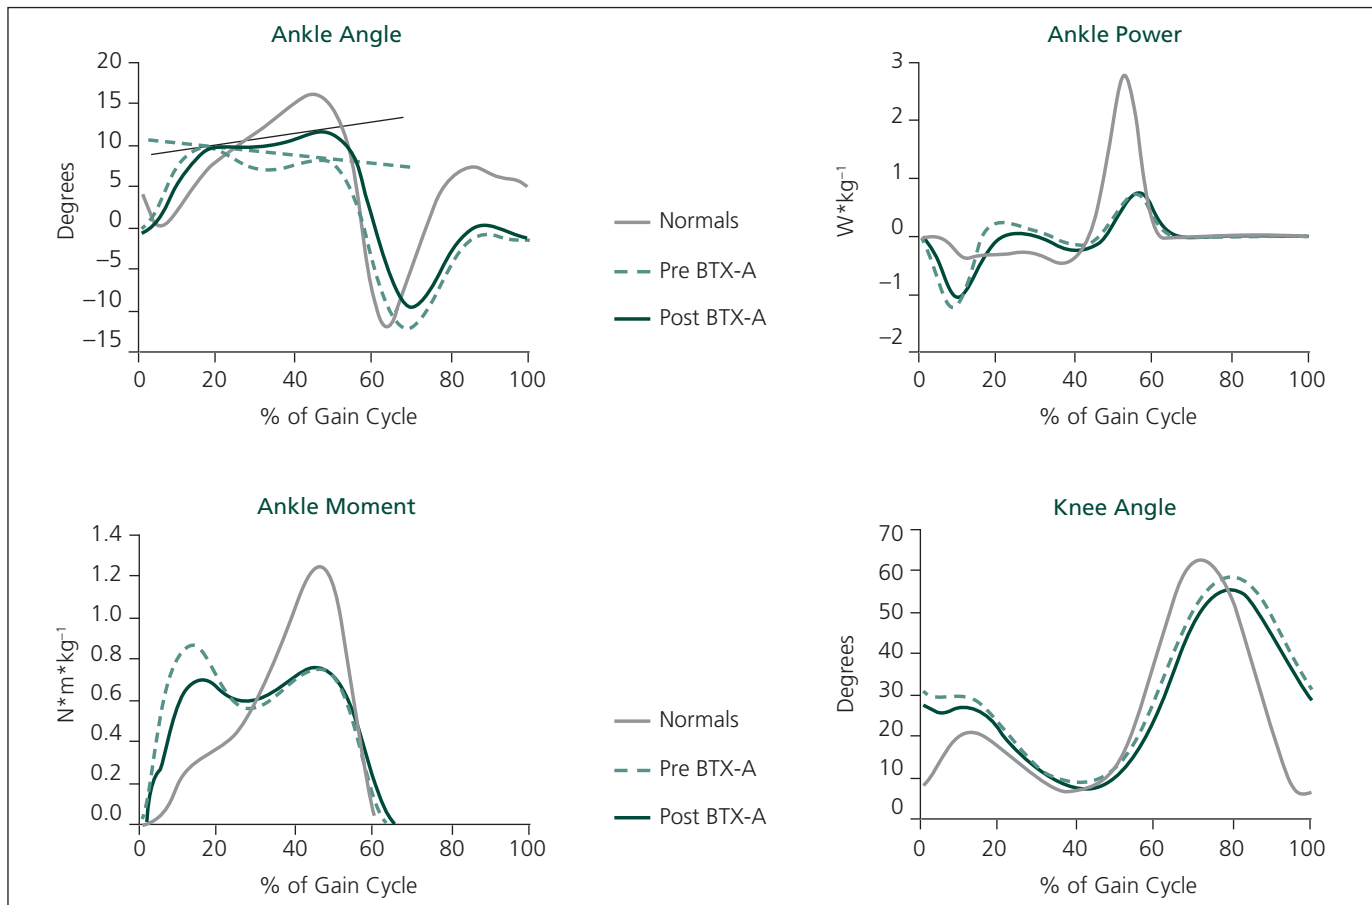 Ankle Angle
20
15
10
5
0
−5
−10
−15
Degrees
0 20 40 60 80 100
% of Gain Cycle
Normals
Pre BTX-A
Post BTX-A
Ankle Power
3
2
1
0
−1
−2
W*kg⁻¹
0 20 40 60 80 100
% of Gain Cycle
Ankle Moment
1.4
1.2
1.0
0.8
0.6
0.4
0.2
0.0
N*m*kg⁻¹
0 20 40 60 80 100
% of Gain Cycle
Normals
Pre BTX-A
Post BTX-A
Knee Angle
70
60
50
40
30
20
10
0
Degrees
0 20 40 60 80 100
% of Gain Cycle